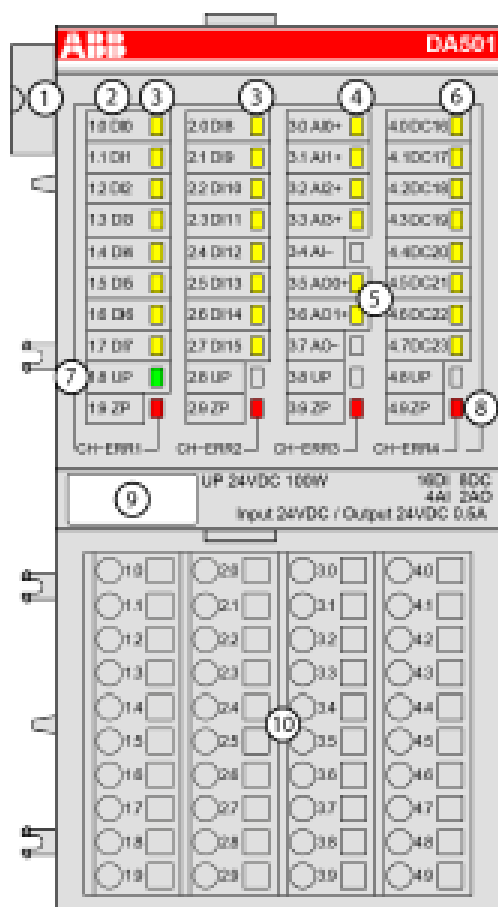 ABB DA501
1 2 3 3 4 6
1.0 DI0 2.0 DI8 3.0 AI0+ 4.0 DC16
1.1 DI1 2.1 DI9 3.1 AI1+ 4.1 DC17
1.2 DI2 2.2 DI10 3.2 AI2+ 4.2 DC18
1.3 DI3 2.3 DI11 3.3 AI3+ 4.3 DC19
1.4 DI4 2.4 DI12 3.4 AI- 4.4 DC20
1.5 DI5 2.5 DI13 3.5 AO0+ 4.5 DC21
5
1.6 DI6 2.6 DI14 3.6 AO1+ 4.6 DC22
1.7 DI7 2.7 DI15 3.7 AO- 4.7 DC23
7 1.8 UP 2.8 UP 3.8 UP 4.8 UP
1.9 ZP 2.9 ZP 3.9 ZP 4.9 ZP 8
CH-ERR1 CH-ERR2 CH-ERR3 CH-ERR4
9 UP 24VDC 100W 16DI 8DC
4AI 2AO
Input 24VDC / Output 24VDC 0.5A
1.0 2.0 3.0 4.0
1.1 2.1 3.1 4.1
1.2 2.2 3.2 4.2
1.3 2.3 3.3 4.3
1.4 2.4 3.4 4.4
10
1.5 2.5 3.5 4.5
1.6 2.6 3.6 4.6
1.7 2.7 3.7 4.7
1.8 2.8 3.8 4.8
1.9 2.9 3.9 4.9